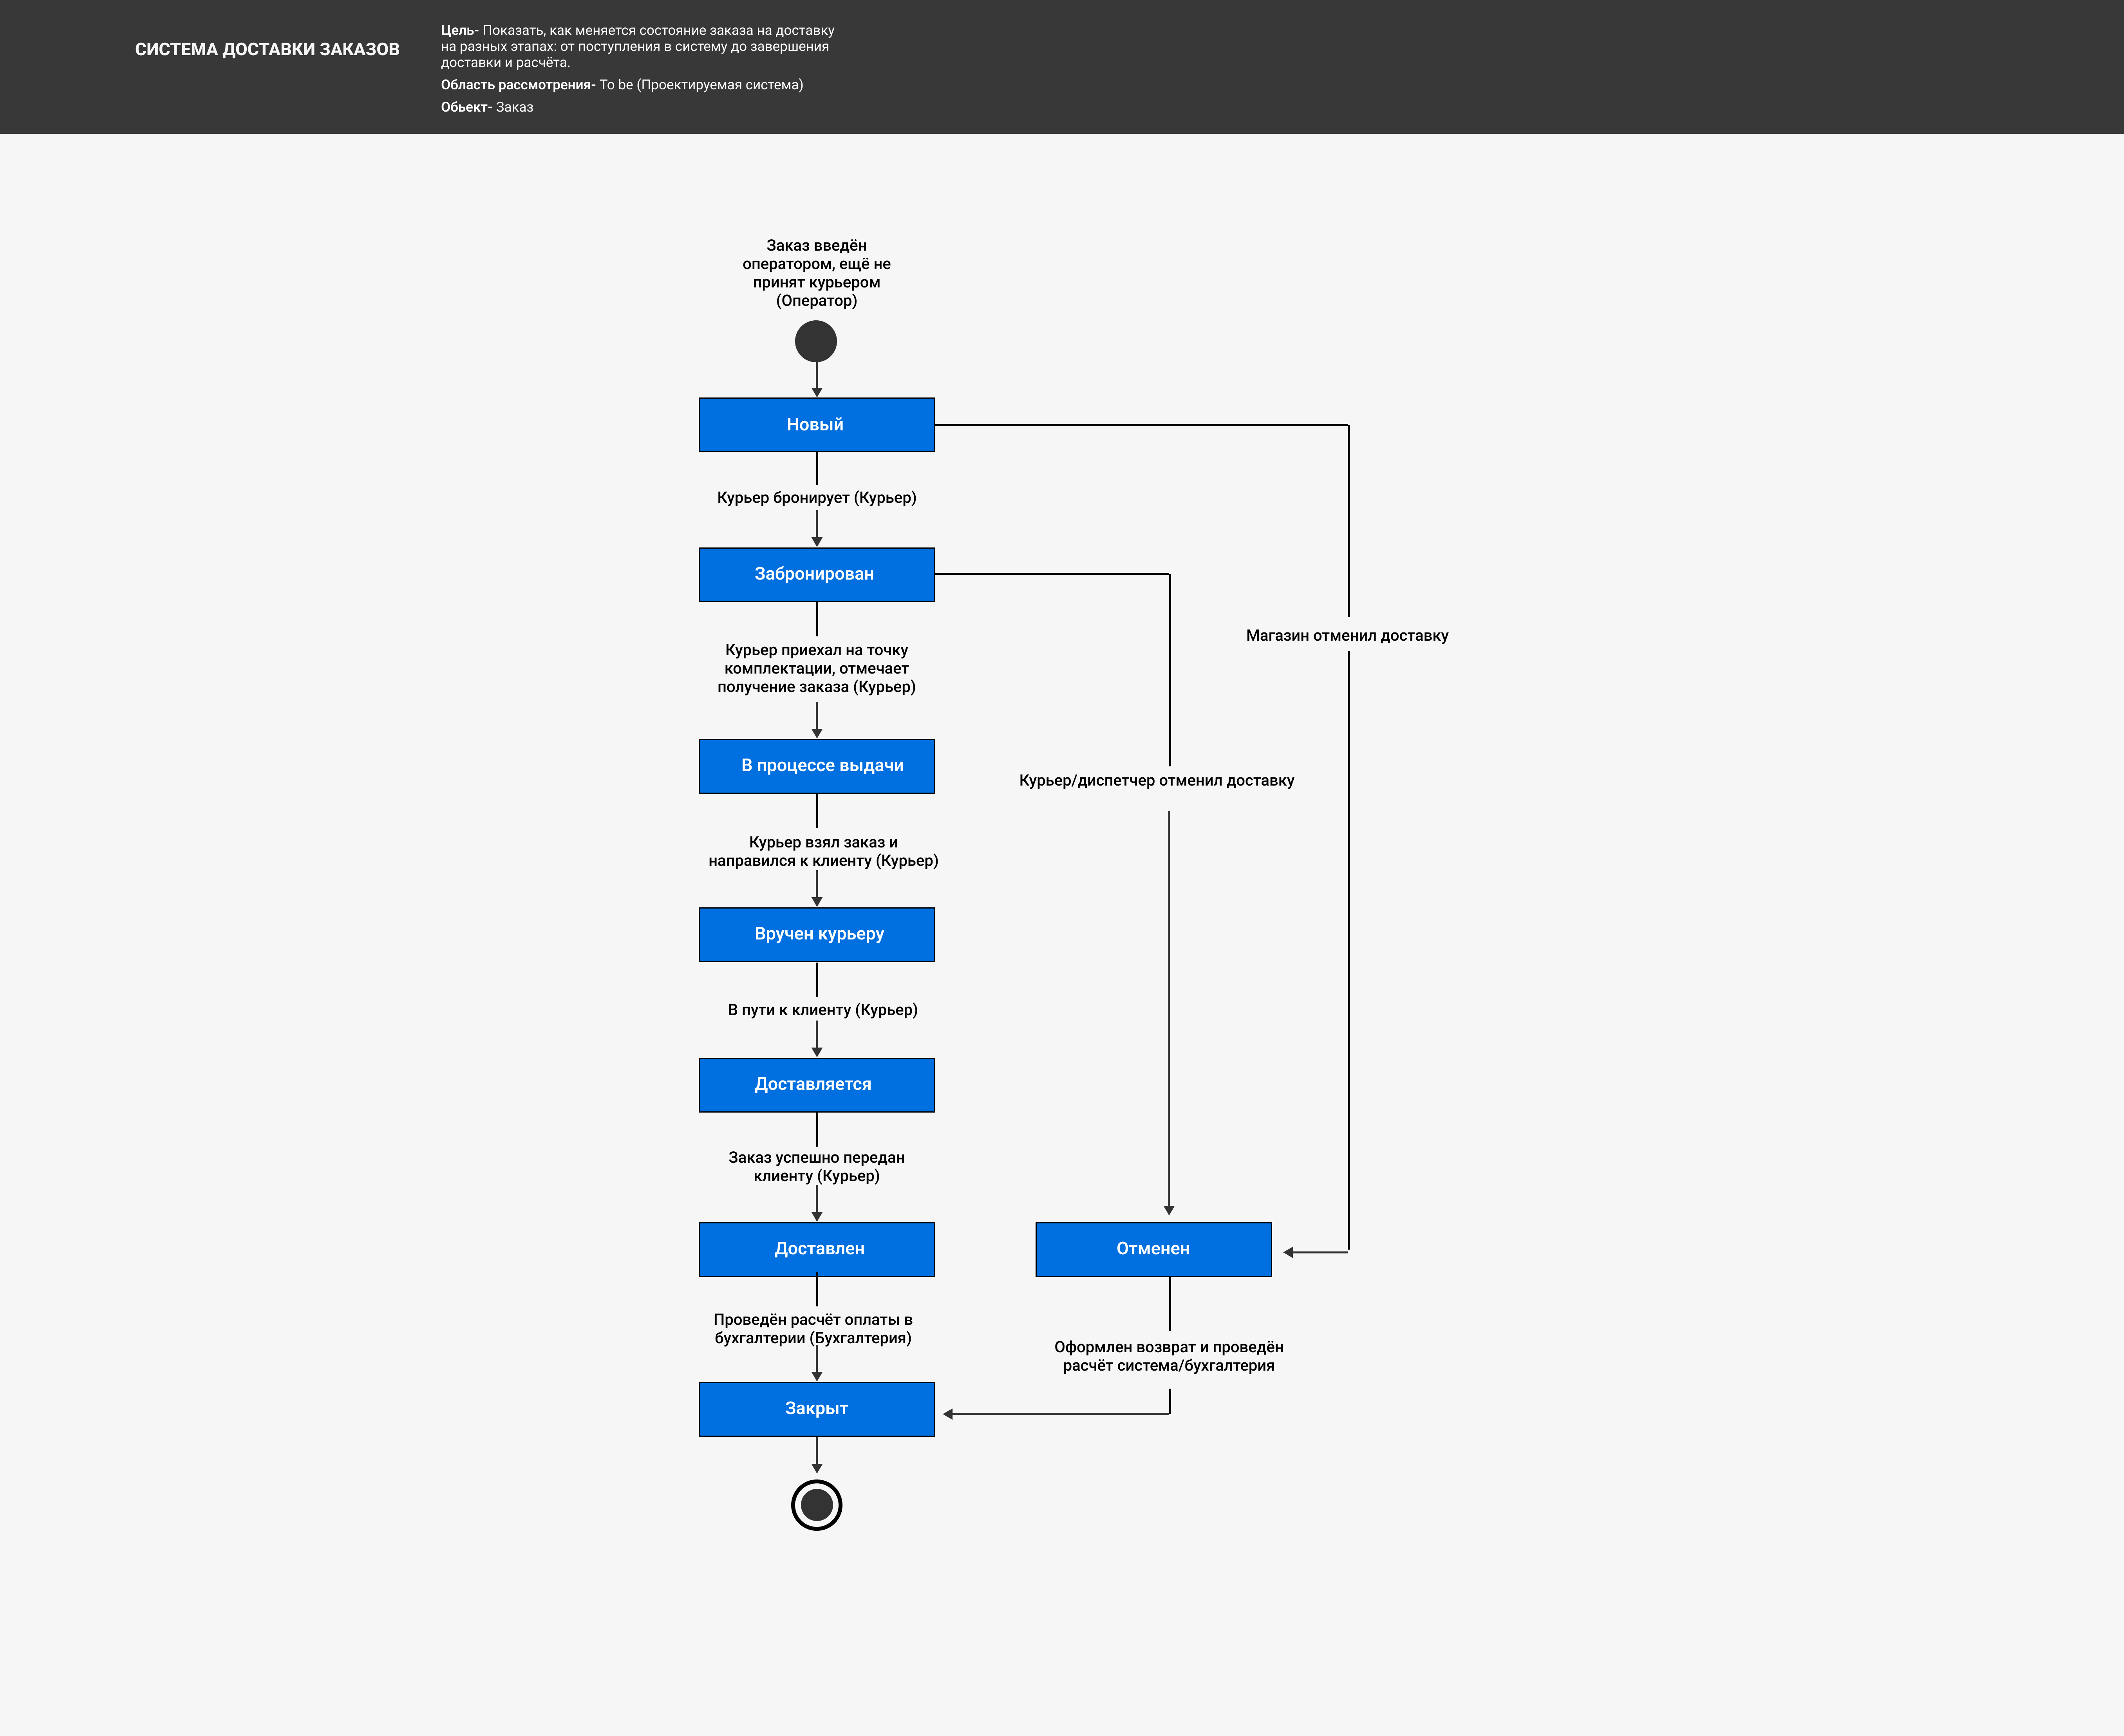 СИСТЕМА ДОСТАВКИ ЗАКАЗОВ
Цель- Показать, как меняется состояние заказа на доставку
на разных этапах: от поступления в систему до завершения
доставки и расчёта.
Область рассмотрения- To be (Проектируемая система)
Обьект- Заказ
Заказ введён
оператором, ещё не
принят курьером
(Оператор)
Новый
Курьер бронирует (Курьер)
Забронирован
Магазин отменил доставку
Курьер приехал на точку
комплектации, отмечает
получение заказа (Курьер)
В процессе выдачи
Курьер/диспетчер отменил доставку
Курьер взял заказ и
направился к клиенту (Курьер)
Вручен курьеру
В пути к клиенту (Курьер)
Доставляется
Заказ успешно передан
клиенту (Курьер)
Доставлен
Отменен
Проведён расчёт оплаты в
бухгалтерии (Бухгалтерия)
Оформлен возврат и проведён
расчёт система/бухгалтерия
Закрыт